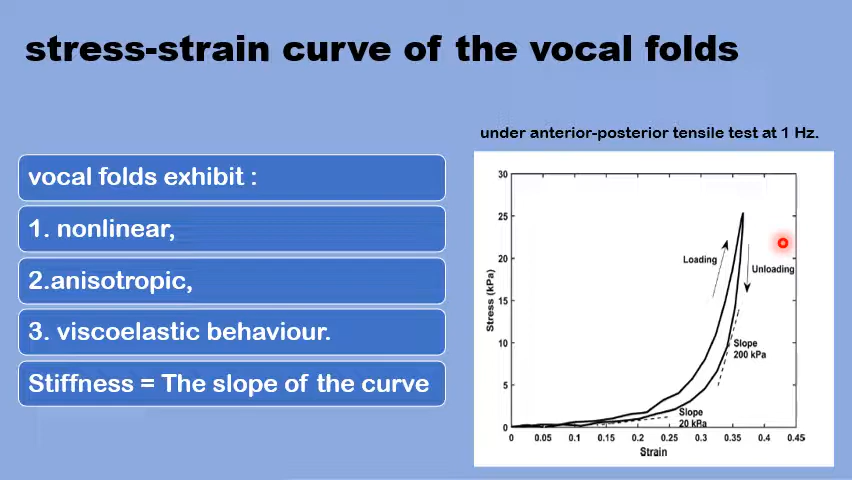 stress-strain curve of the vocal folds
under anterior-posterior tensile test at 1 Hz.
vocal folds exhibit :
1. nonlinear,
2.anisotropic,
3. viscoelastic behaviour.
Stiffness = The slope of the curve
30
25
20
15
10
5
0
Stress (kPa)
Loading
Unloading
Slope
200 kPa
Slope
20 kPa
0 0.05 0.1 0.15 0.2 0.25 0.3 0.35 0.4 0.45
Strain